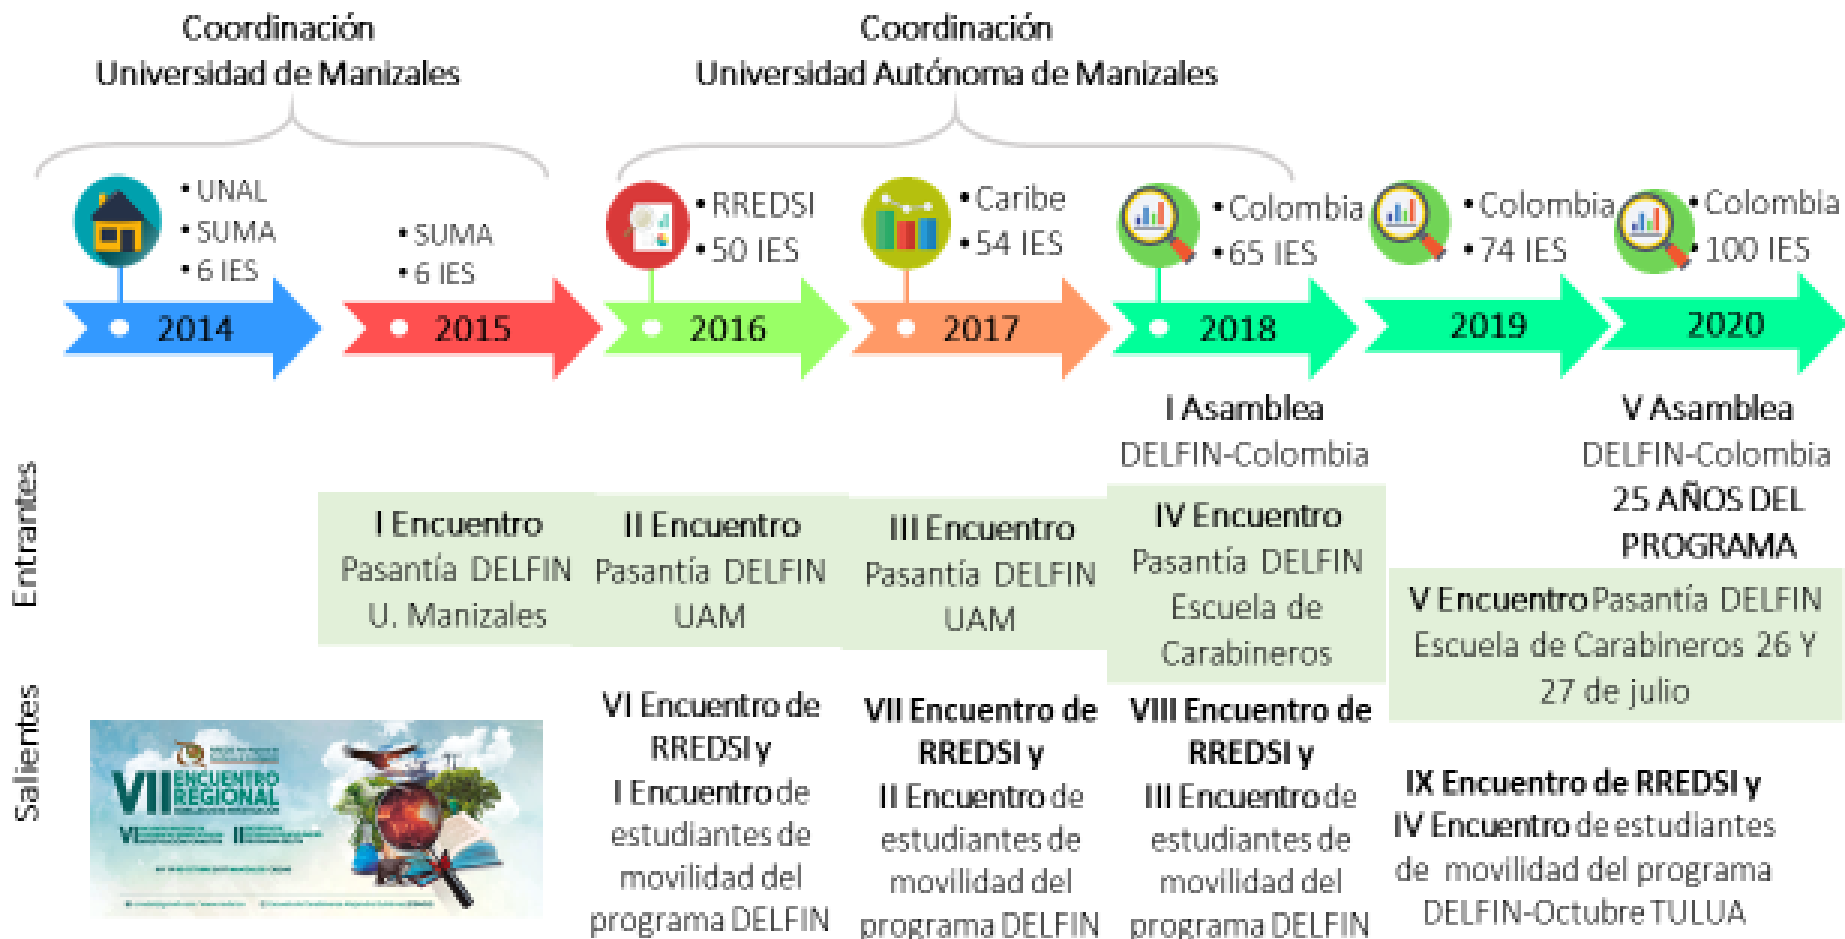 Coordinación
Universidad de Manizales
Coordinación
Universidad Autónoma de Manizales
• UNAL
• SUMA
• 6 IES
• SUMA
• 6 IES
• RREDSI
• 50 IES
• Caribe
• 54 IES
• Colombia
• 65 IES
• Colombia
• 74 IES
• Colombia
• 100 IES
2014
2015
2016
2017
2018
2019
2020
I Asamblea
DELFIN-Colombia
V Asamblea
DELFIN-Colombia
25 AÑOS DEL
PROGRAMA
Entrantes
I Encuentro
Pasantía DELFIN
U. Manizales
II Encuentro
Pasantía DELFIN
UAM
III Encuentro
Pasantía DELFIN
UAM
IV Encuentro
Pasantía DELFIN
Escuela de
Carabineros
V Encuentro Pasantía DELFIN
Escuela de Carabineros 26 Y
27 de julio
Salientes
VII ENCUENTRO
REGIONAL
VI
II
VI Encuentro de
RREDSI y
I Encuentro de
estudiantes de
movilidad del
programa DELFIN
VII Encuentro de
RREDSI y
II Encuentro de
estudiantes de
movilidad del
programa DELFIN
VIII Encuentro de
RREDSI y
III Encuentro de
estudiantes de
movilidad del
programa DELFIN
IX Encuentro de RREDSI y
IV Encuentro de estudiantes
de movilidad del programa
DELFIN-Octubre TULUA